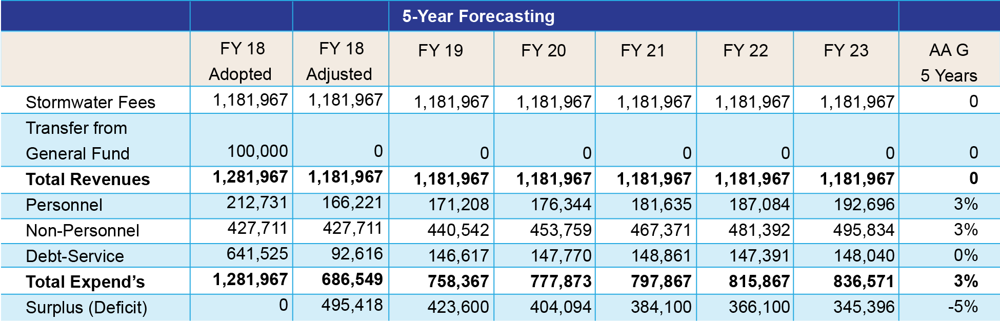 5-Year Forecasting
FY 18 FY 18 FY 19 FY 20 FY 21 FY 22 FY 23 AA G
Adopted Adjusted 5 Years
Stormwater Fees 1,181,967 1,181,967 1,181,967 1,181,967 1,181,967 1,181,967 1,181,967 0
Transfer from
General Fund 100,000 0 0 0 0 0 0 0
Total Revenues 1,281,967 1,181,967 1,181,967 1,181,967 1,181,967 1,181,967 1,181,967 0
Personnel 212,731 166,221 171,208 176,344 181,635 187,084 192,696 3%
Non-Personnel 427,711 427,711 440,542 453,759 467,371 481,392 495,834 3%
Debt-Service 641,525 92,616 146,617 147,770 148,861 147,391 148,040 0%
Total Expend’s 1,281,967 686,549 758,367 777,873 797,867 815,867 836,571 3%
Surplus (Deficit) 0 495,418 423,600 404,094 384,100 366,100 345,396 -5%